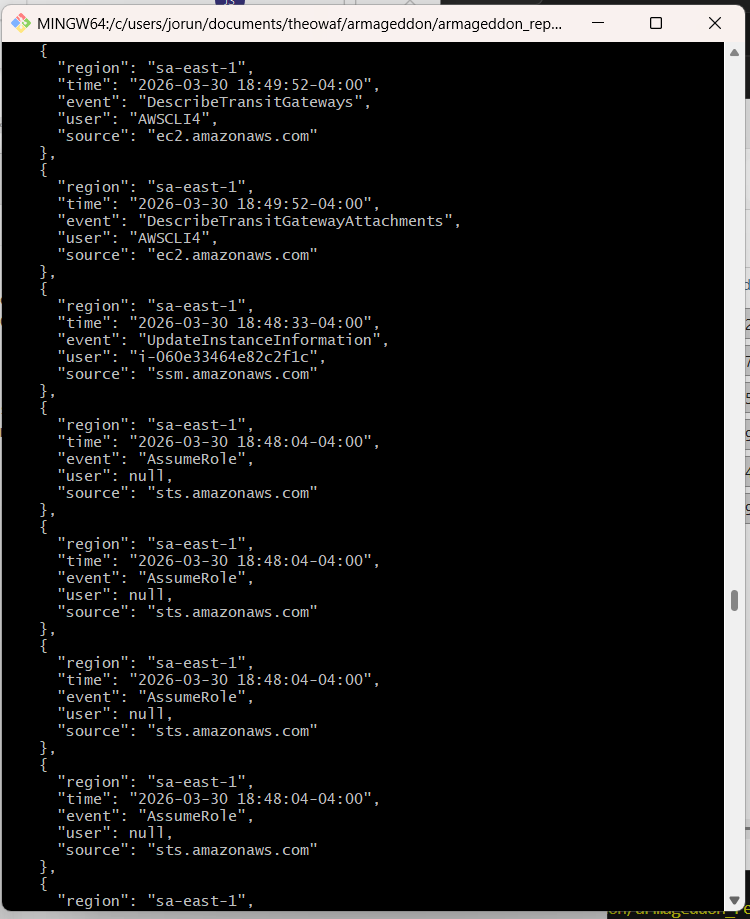 MINGW64:/c/users/jorun/documents/theowaf/armageddon/armageddon_rep...
{
"region": "sa-east-1",
"time": "2026-03-30 18:49:52-04:00",
"event": "DescribeTransitGateways",
"user": "AWSCLI4",
"source": "ec2.amazonaws.com"
},
{
"region": "sa-east-1",
"time": "2026-03-30 18:49:52-04:00",
"event": "DescribeTransitGatewayAttachments",
"user": "AWSCLI4",
"source": "ec2.amazonaws.com"
},
{
"region": "sa-east-1",
"time": "2026-03-30 18:48:33-04:00",
"event": "UpdateInstanceInformation",
"user": "i-060e33464e82c2f1c",
"source": "ssm.amazonaws.com"
},
{
"region": "sa-east-1",
"time": "2026-03-30 18:48:04-04:00",
"event": "AssumeRole",
"user": null,
"source": "sts.amazonaws.com"
},
{
"region": "sa-east-1",
"time": "2026-03-30 18:48:04-04:00",
"event": "AssumeRole",
"user": null,
"source": "sts.amazonaws.com"
},
{
"region": "sa-east-1",
"time": "2026-03-30 18:48:04-04:00",
"event": "AssumeRole",
"user": null,
"source": "sts.amazonaws.com"
},
{
"region": "sa-east-1",
"time": "2026-03-30 18:48:04-04:00",
"event": "AssumeRole",
"user": null,
"source": "sts.amazonaws.com"
},
{
"region": "sa-east-1",